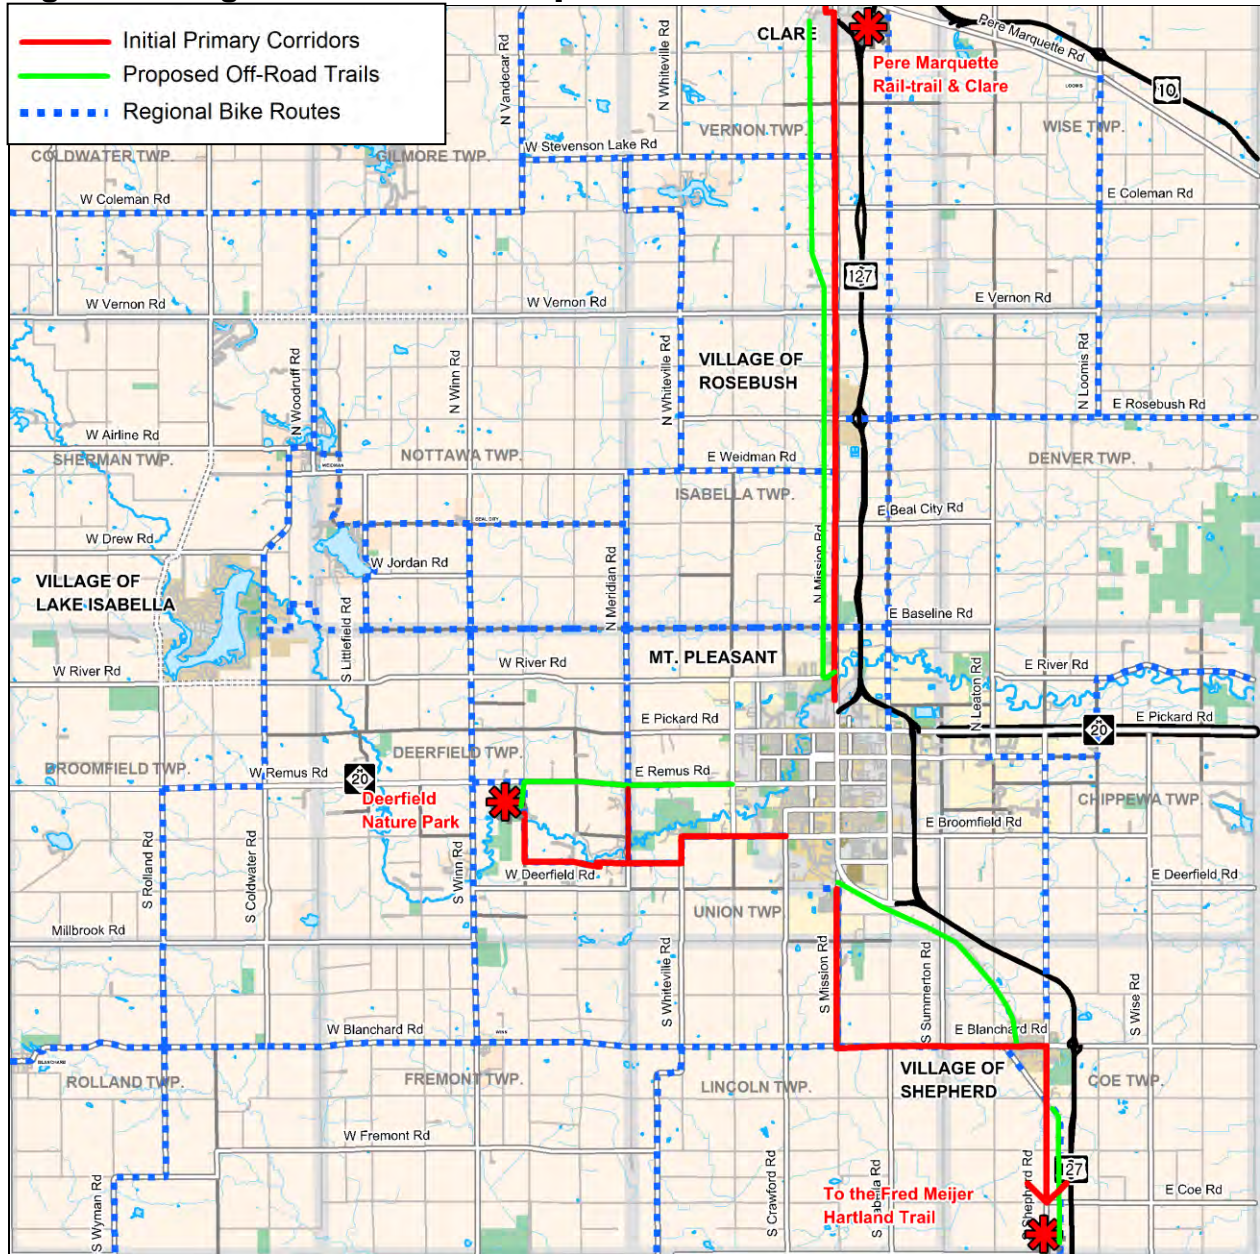 Initial Primary Corridors
Proposed Off-Road Trails
Regional Bike Routes
CLARE
Pere Marquette
Rail-trail & Clare
Pere Marquette Rd
10
LOOMIS
N Vandecar Rd
N Whiteville Rd
VERNON TWP.
WISE TWP.
COLDWATER TWP.
GILMORE TWP.
W Stevenson Lake Rd
W Coleman Rd
E Coleman Rd
127
W Vernon Rd
W Vernon Rd
E Vernon Rd
N Woodruff Rd
N Winn Rd
N Whiteville Rd
VILLAGE OF
ROSEBUSH
N Loomis Rd
E Rosebush Rd
W Airline Rd
SHERMAN TWP.
NOTTAWA TWP.
WEIDMAN
E Weidman Rd
DENVER TWP.
ISABELLA TWP.
E Beal City Rd
BEAL CITY
W Drew Rd
W Jordan Rd
VILLAGE OF
LAKE ISABELLA
N Meridian Rd
N Mission Rd
E Baseline Rd
S Littlefield Rd
W River Rd
W River Rd
MT. PLEASANT
E River Rd
N Leaton Rd
E Pickard Rd
E Pickard Rd
20
DEERFIELD TWP.
BROOMFIELD TWP.
W Remus Rd
20
E Remus Rd
Deerfield
Nature Park
CHIPPEWA TWP.
E Broomfield Rd
S Rolland Rd
S Coldwater Rd
S Winn Rd
W Deerfield Rd
E Deerfield Rd
UNION TWP.
Millbrook Rd
S Whiteville Rd
S Mission Rd
S Summerton Rd
S Wise Rd
W Blanchard Rd
WINN
E Blanchard Rd
BLANCHARD
ROLLAND TWP.
FREMONT TWP.
LINCOLN TWP.
VILLAGE OF
SHEPHERD
COE TWP.
W Fremont Rd
S Wyman Rd
S Crawford Rd
Rd
Shepherd Rd
127
E Coe Rd
To the Fred Meijer
Hartland Trail